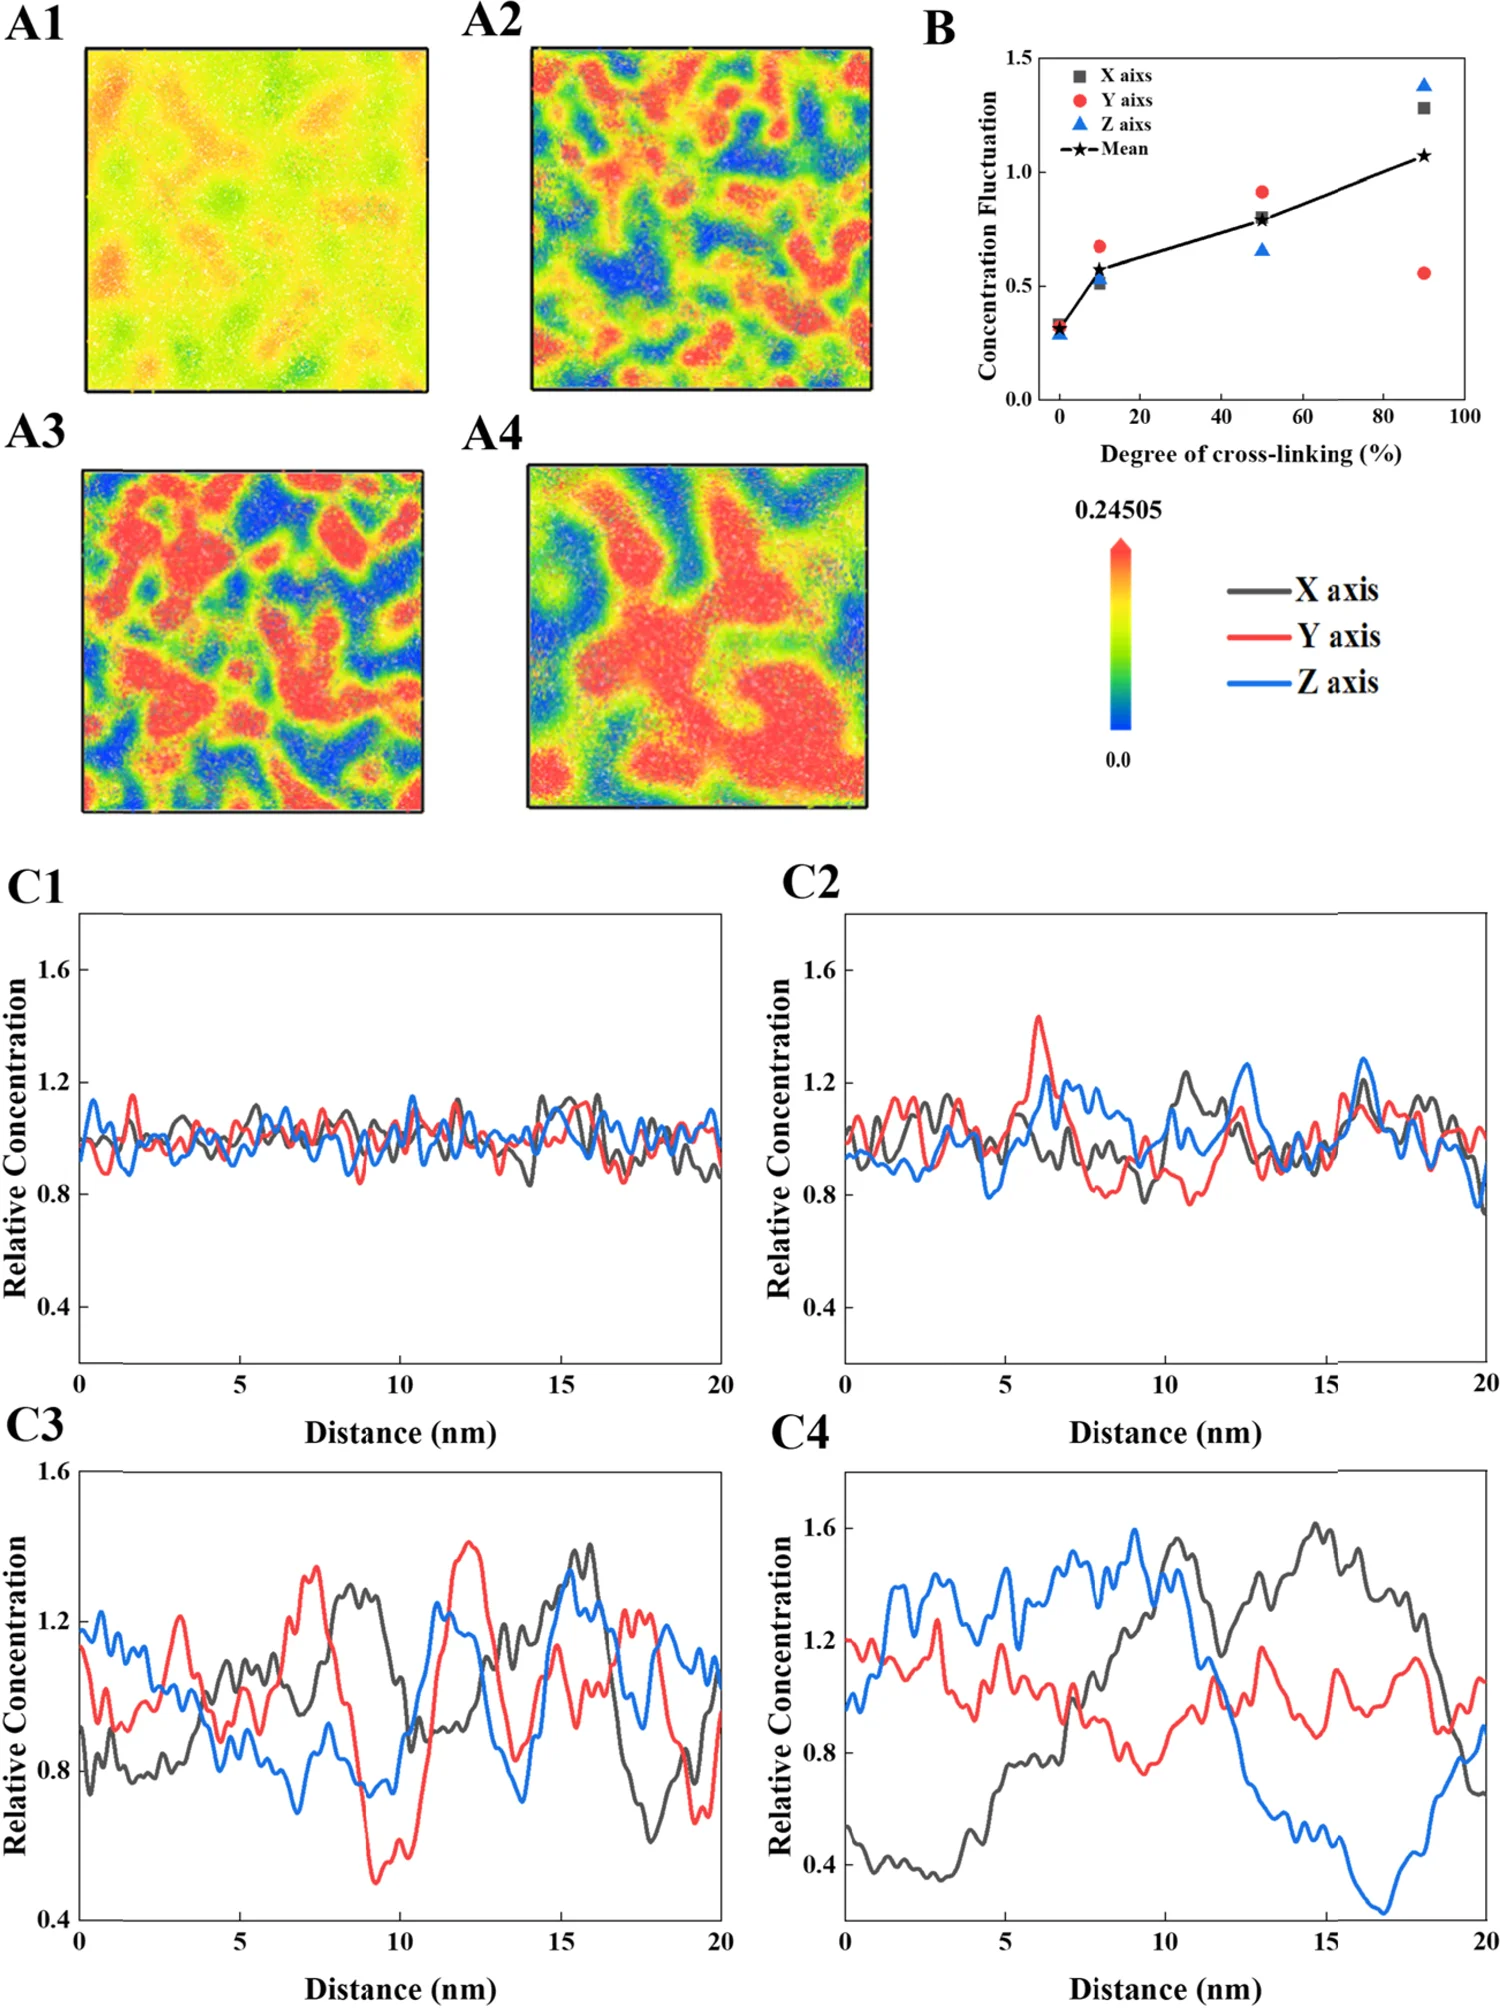 A1
A2
B
1.5
1.0
0.5
0.0
Concentration Fluctuation
X aixs
Y aixs
Z aixs
Mean
0 20 40 60 80 100
Degree of cross-linking (%)
A3
A4
0.24505
0.0
X axis
Y axis
Z axis
C1
1.6
1.2
0.8
0.4
Relative Concentration
0 5 10 15 20
Distance (nm)
C2
1.6
1.2
0.8
0.4
Relative Concentration
0 5 10 15 20
Distance (nm)
C3
1.6
1.2
0.8
0.4
Relative Concentration
0 5 10 15 20
Distance (nm)
C4
1.6
1.2
0.8
0.4
Relative Concentration
0 5 10 15 20
Distance (nm)